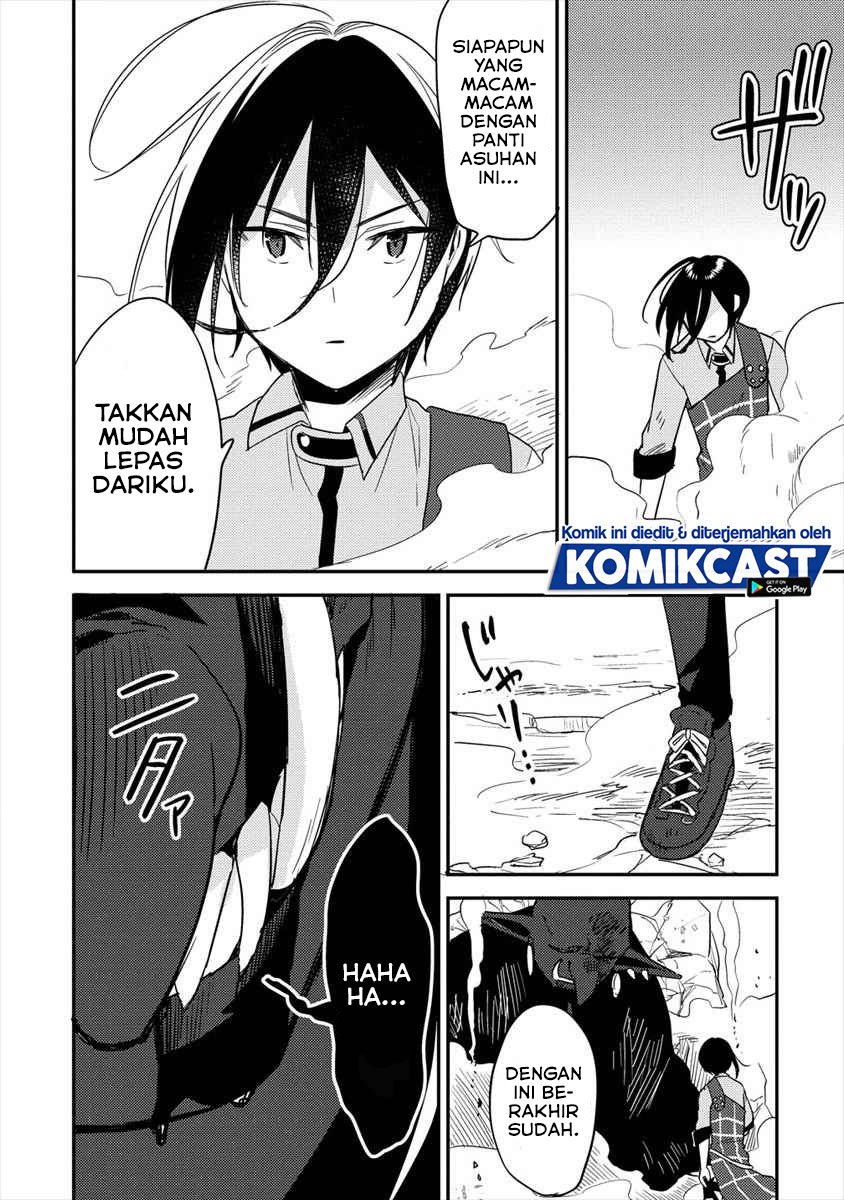 ザッ
SIAPAPUN
YANG
MACAM-
MACAM
DENGAN
PANTI
ASUHAN
INI...
TAKKAN
MUDAH
LEPAS
DARIKU.
Komik ini diedit & diterjemahkan oleh
KOMIKCAST
GET IT ON
Google Play
じゃり…
DENGAN
INI BE-
RAKHIR
SUDAH.
ニタァ
HAHA
HA...